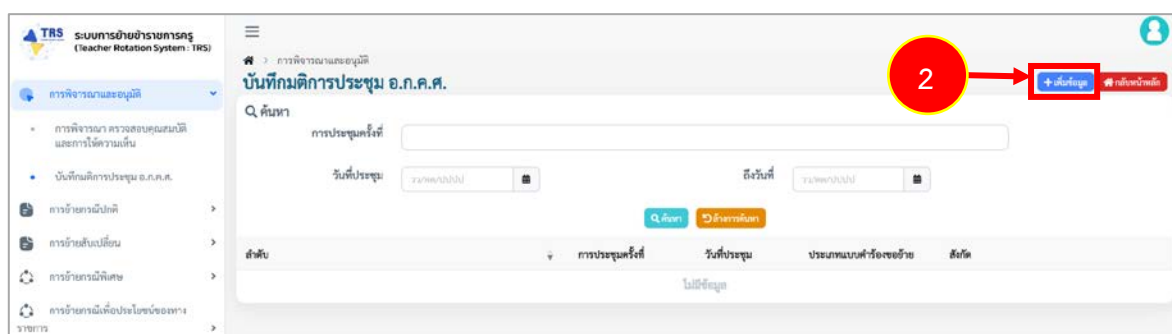 TRS ระบบการย้ายข้าราชการครู
(Teacher Rotation System : TRS)
การพิจารณาและอนุมัติ
การพิจารณา ตรวจสอบคุณสมบัติ
และการให้ความเห็น
บันทึกมติการประชุม อ.ก.ค.ศ.
การย้ายกรณีปกติ
การย้ายสับเปลี่ยน
การย้ายกรณีพิเศษ
การย้ายกรณีเพื่อประโยชน์ของทาง
ราชการ
> การพิจารณาและอนุมัติ
บันทึกมติการประชุม อ.ก.ค.ศ.
2
+ เพิ่มข้อมูล กลับหน้าหลัก
ค้นหา
การประชุมครั้งที่
วันที่ประชุม วว/ดด/ปปปป ถึงวันที่ วว/ดด/ปปปป
ค้นหา ล้างการค้นหา
ลำดับ การประชุมครั้งที่ วันที่ประชุม ประเภทแบบคำร้องขอย้าย สังกัด
ไม่มีข้อมูล